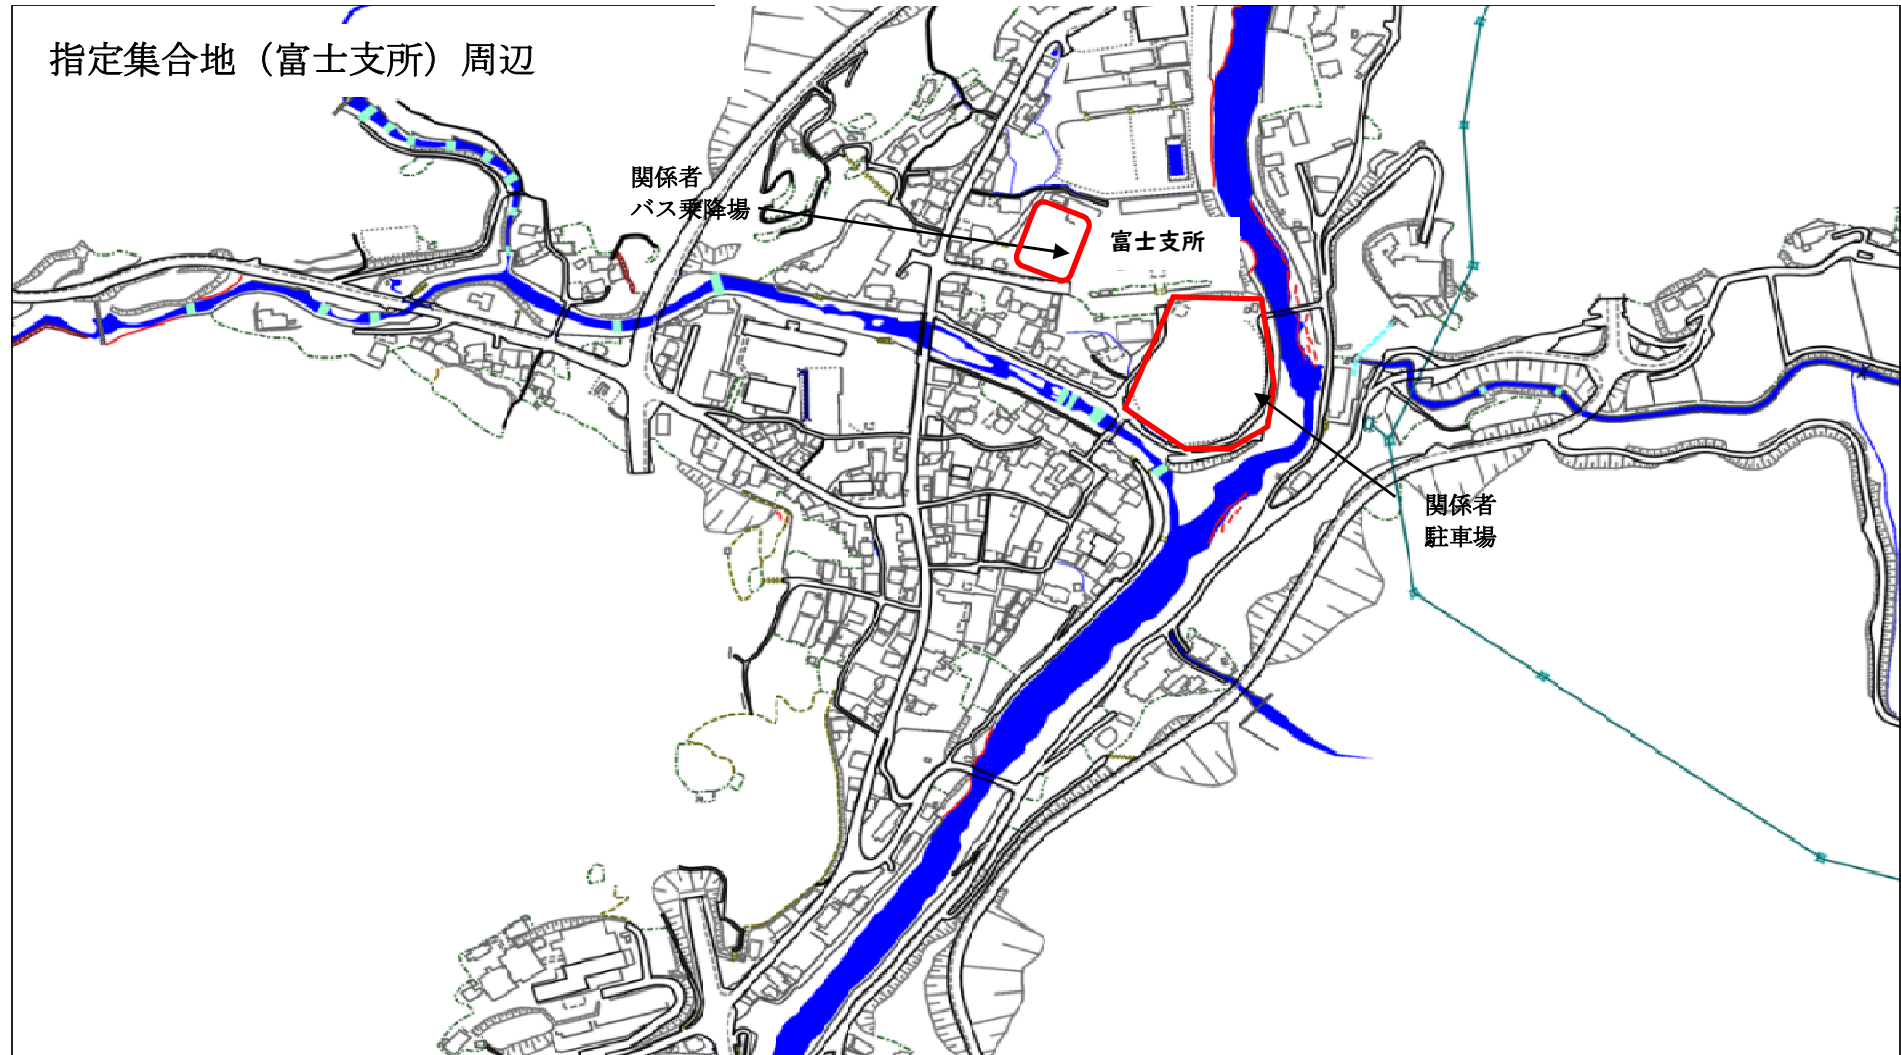 指定集合地（富士支所）周辺
関係者
バス乗降場
富士支所
関係者
駐車場